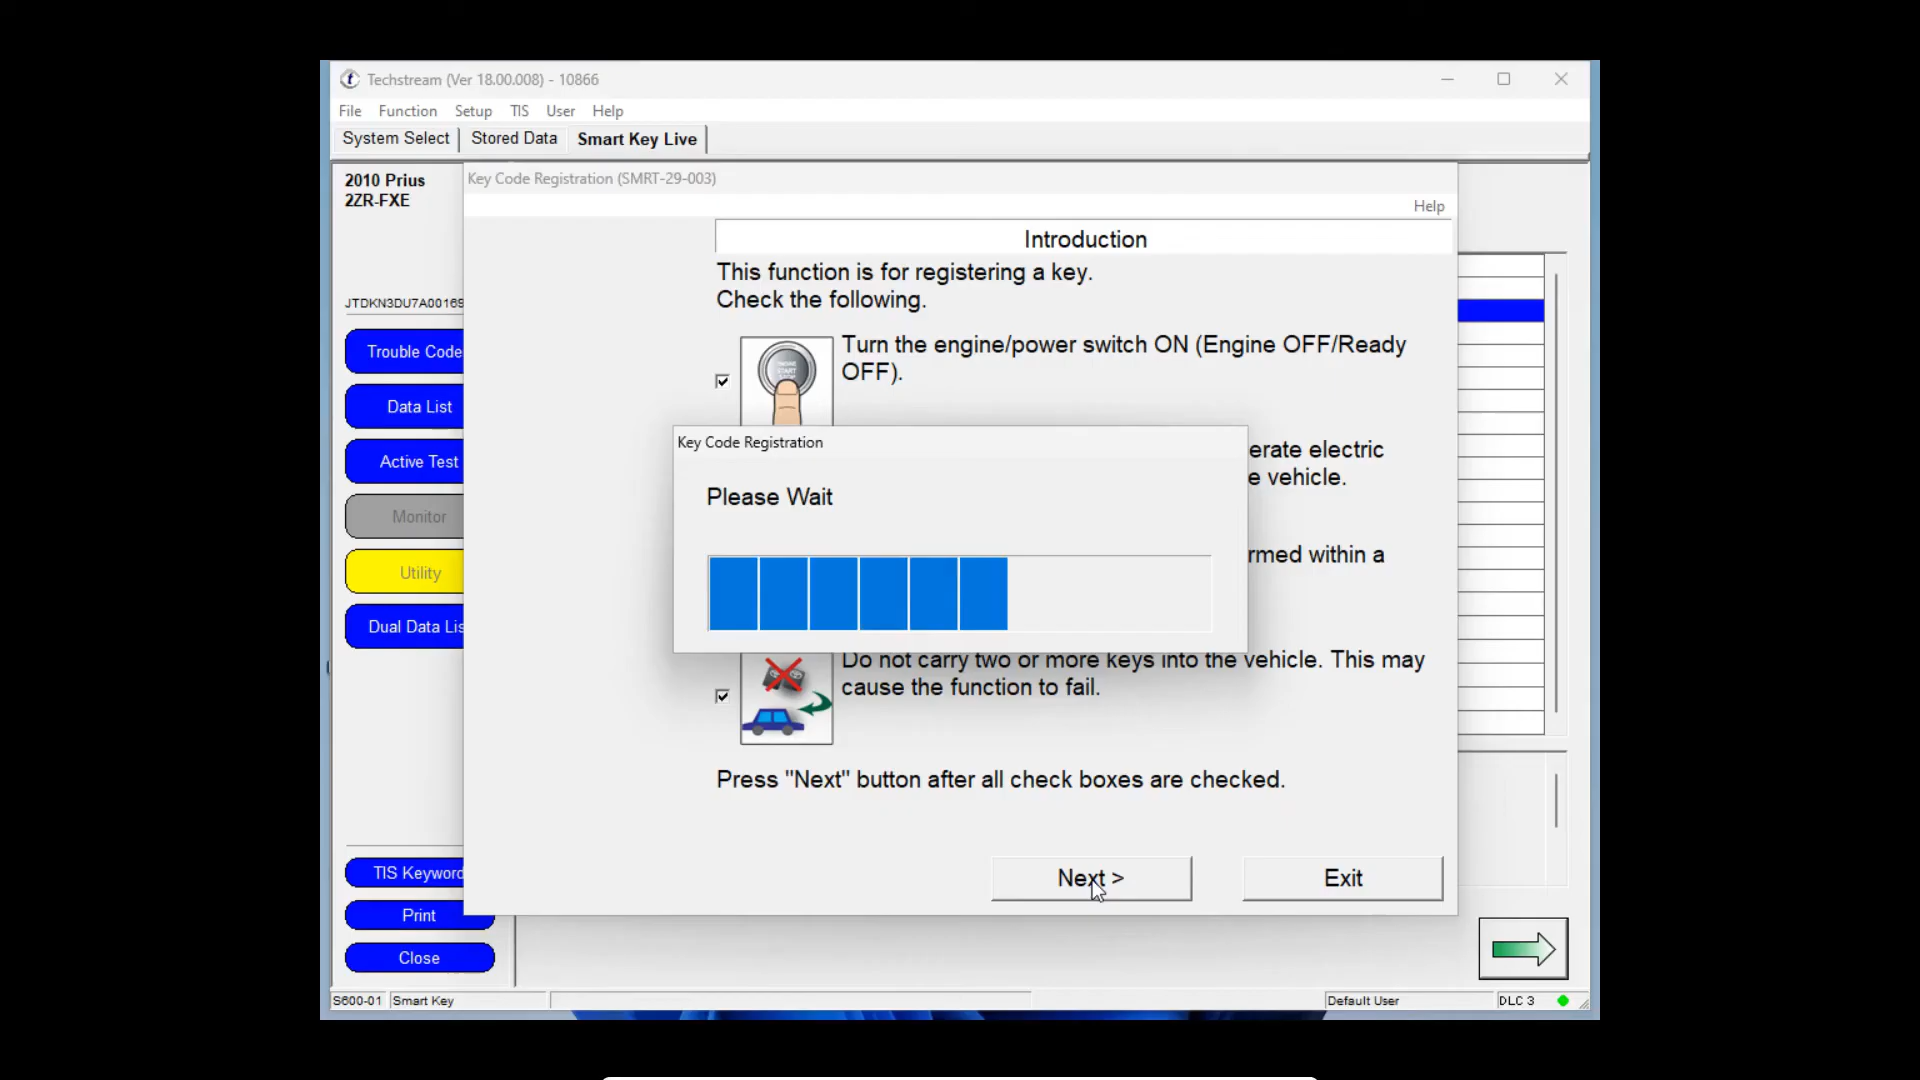 Techstream (Ver 18.00.008) - 10866
File Function Setup TIS User Help
System Select Stored Data Smart Key Live
2010 Prius
2ZR-FXE
JTDKN3DU7A0016
Trouble Code
Data List
Active Test
Monitor
Utility
Dual Data Lis
TIS Keyword
Print
Close
Key Code Registration (SMRT-29-003)
Help
Introduction
This function is for registering a key.
Check the following.
Turn the engine/power switch ON (Engine OFF/Ready
OFF).
erate electric
e vehicle.
rmed within a
Key Code Registration
Please Wait
Do not carry two or more keys into the vehicle. This may
cause the function to fail.
Press "Next" button after all check boxes are checked.
Next >
Exit
S600-01 Smart Key Default User DLC 3